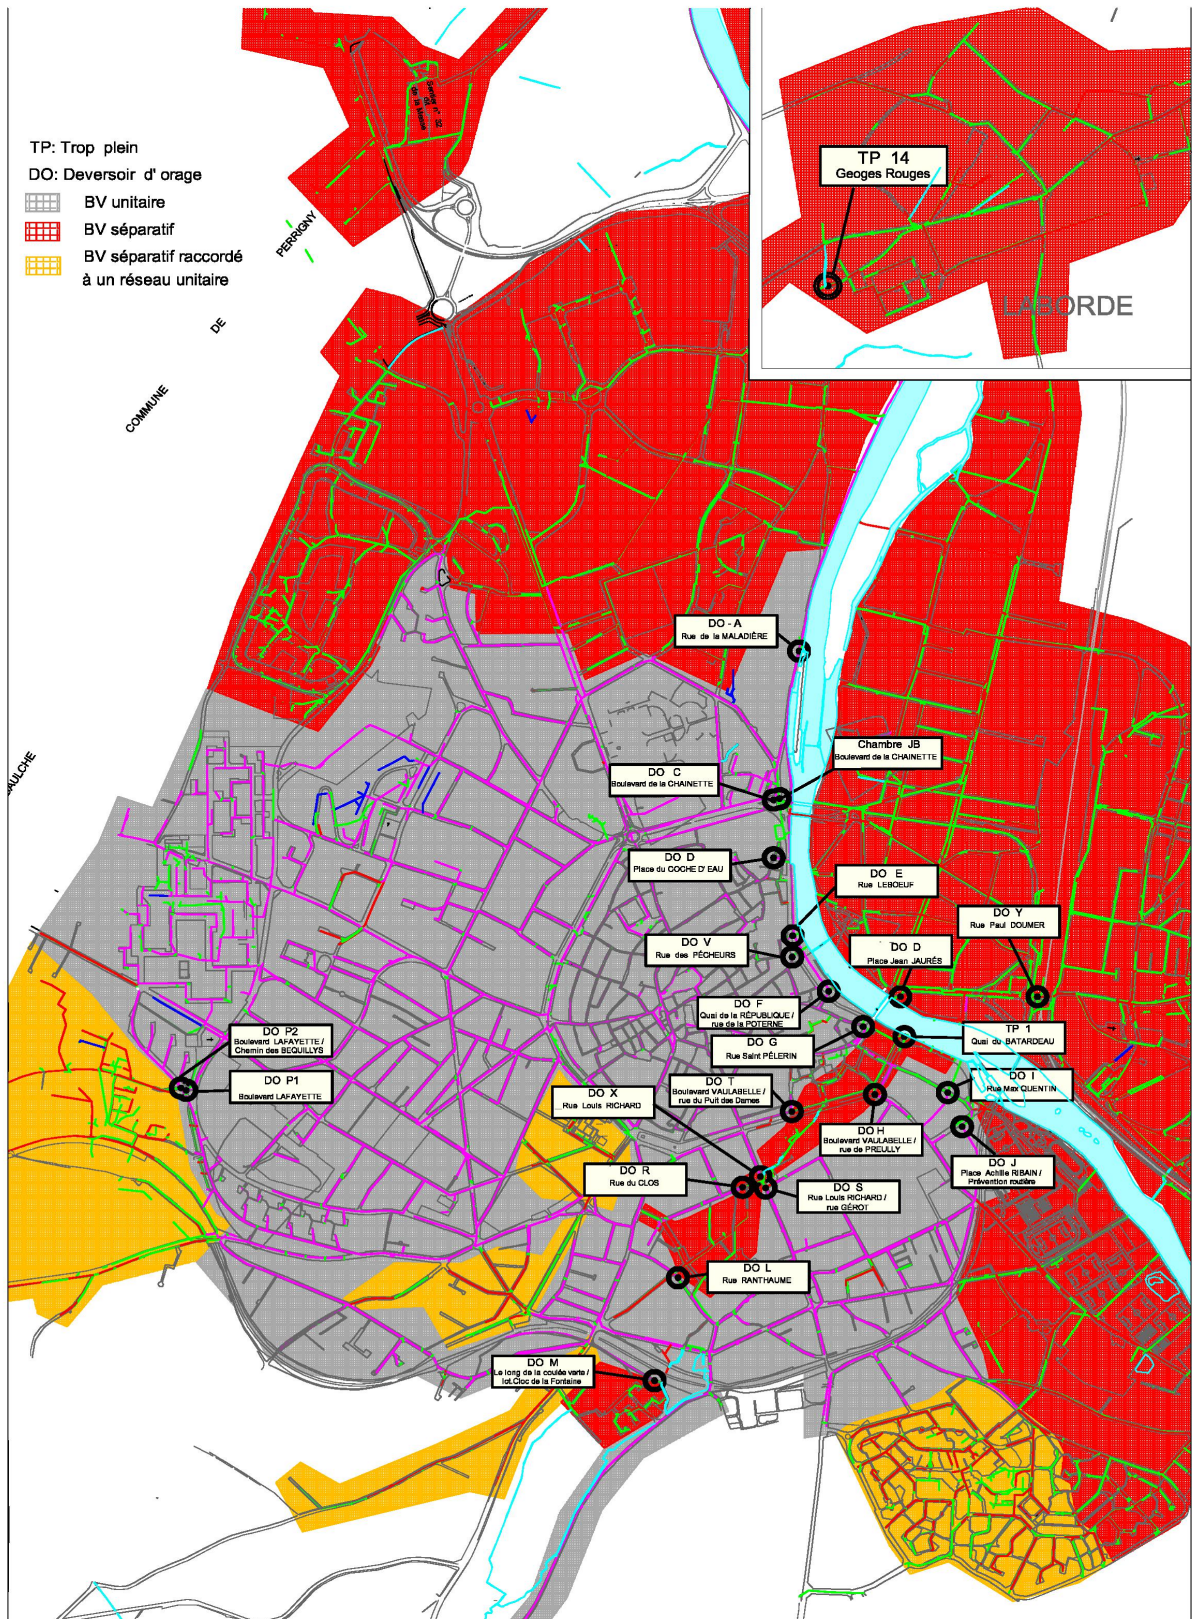 TP: Trop plein
DO: Deversoir d' orage
BV unitaire
BV séparatif
BV séparatif raccordé
à un réseau unitaire
PERRIGNY
DE
COMMUNE
AULCHE
TP 14
Geoges Rouges
LABORDE
DO - A
Rue de la MALADIÈRE
Chambre JB
Boulevard de la CHAINETTE
DO C
Boulevard de la CHAINETTE
DO D
Place du COCHE D' EAU
DO E
Rue LEBOEUF
DO V
Rue des PÊCHEURS
DO D
Place Jean JAURÉS
DO Y
Rue Paul DOUMER
DO F
Quai de la RÉPUBLIQUE /
rue de la POTERNE
DO G
Rue Saint PÉLERIN
TP 1
Quai du BATARDEAU
DO P2
Boulevard LAFAYETTE /
Chemin des BEQUILLYS
DO P1
Boulevard LAFAYETTE
DO X
Rue Louis RICHARD
DO T
Boulevard VAULABELLE /
rue du Puit des Dames
DO I
Rue Max QUENTIN
DO H
Boulevard VAULABELLE /
rue de PREUILLY
DO J
Place Achille RIBAIN /
Prévention routière
DO R
Rue du CLOS
DO S
Rue Louis RICHARD /
rue GÉROT
DO L
Rue RANTHAUME
DO M
Le long de la coulée verte /
lot.Cloc de la Fontaine